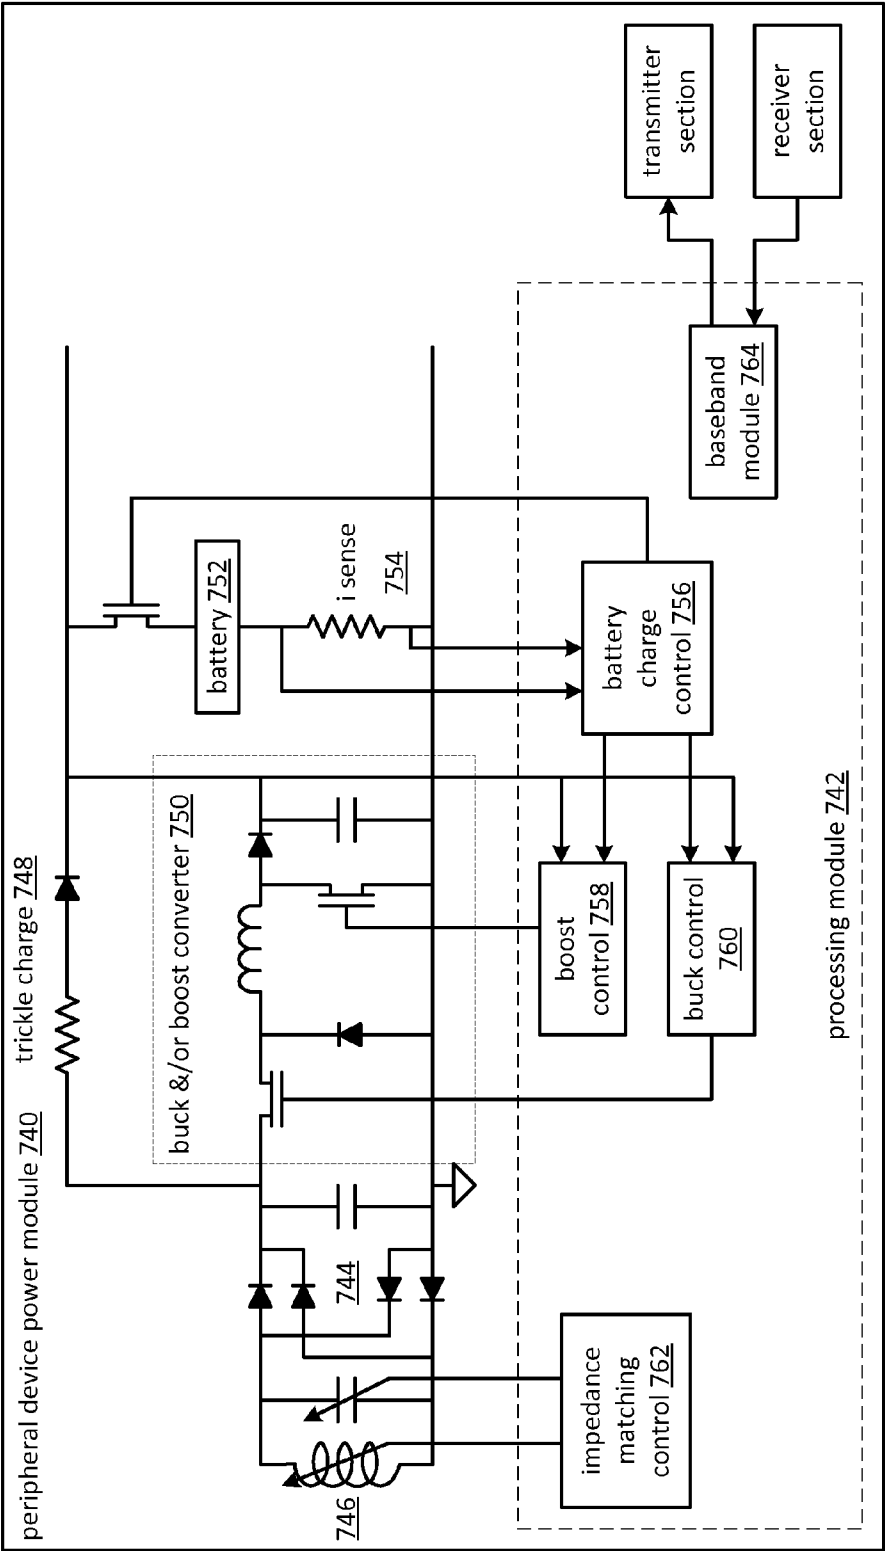 peripheral device power module 740
trickle charge 748
buck &/or boost converter 750
battery 752
i sense
754
744
746
transmitter
section
receiver
section
baseband
module 764
battery
charge
control 756
boost
control 758
buck control
760
impedance
matching
control 762
processing module 742